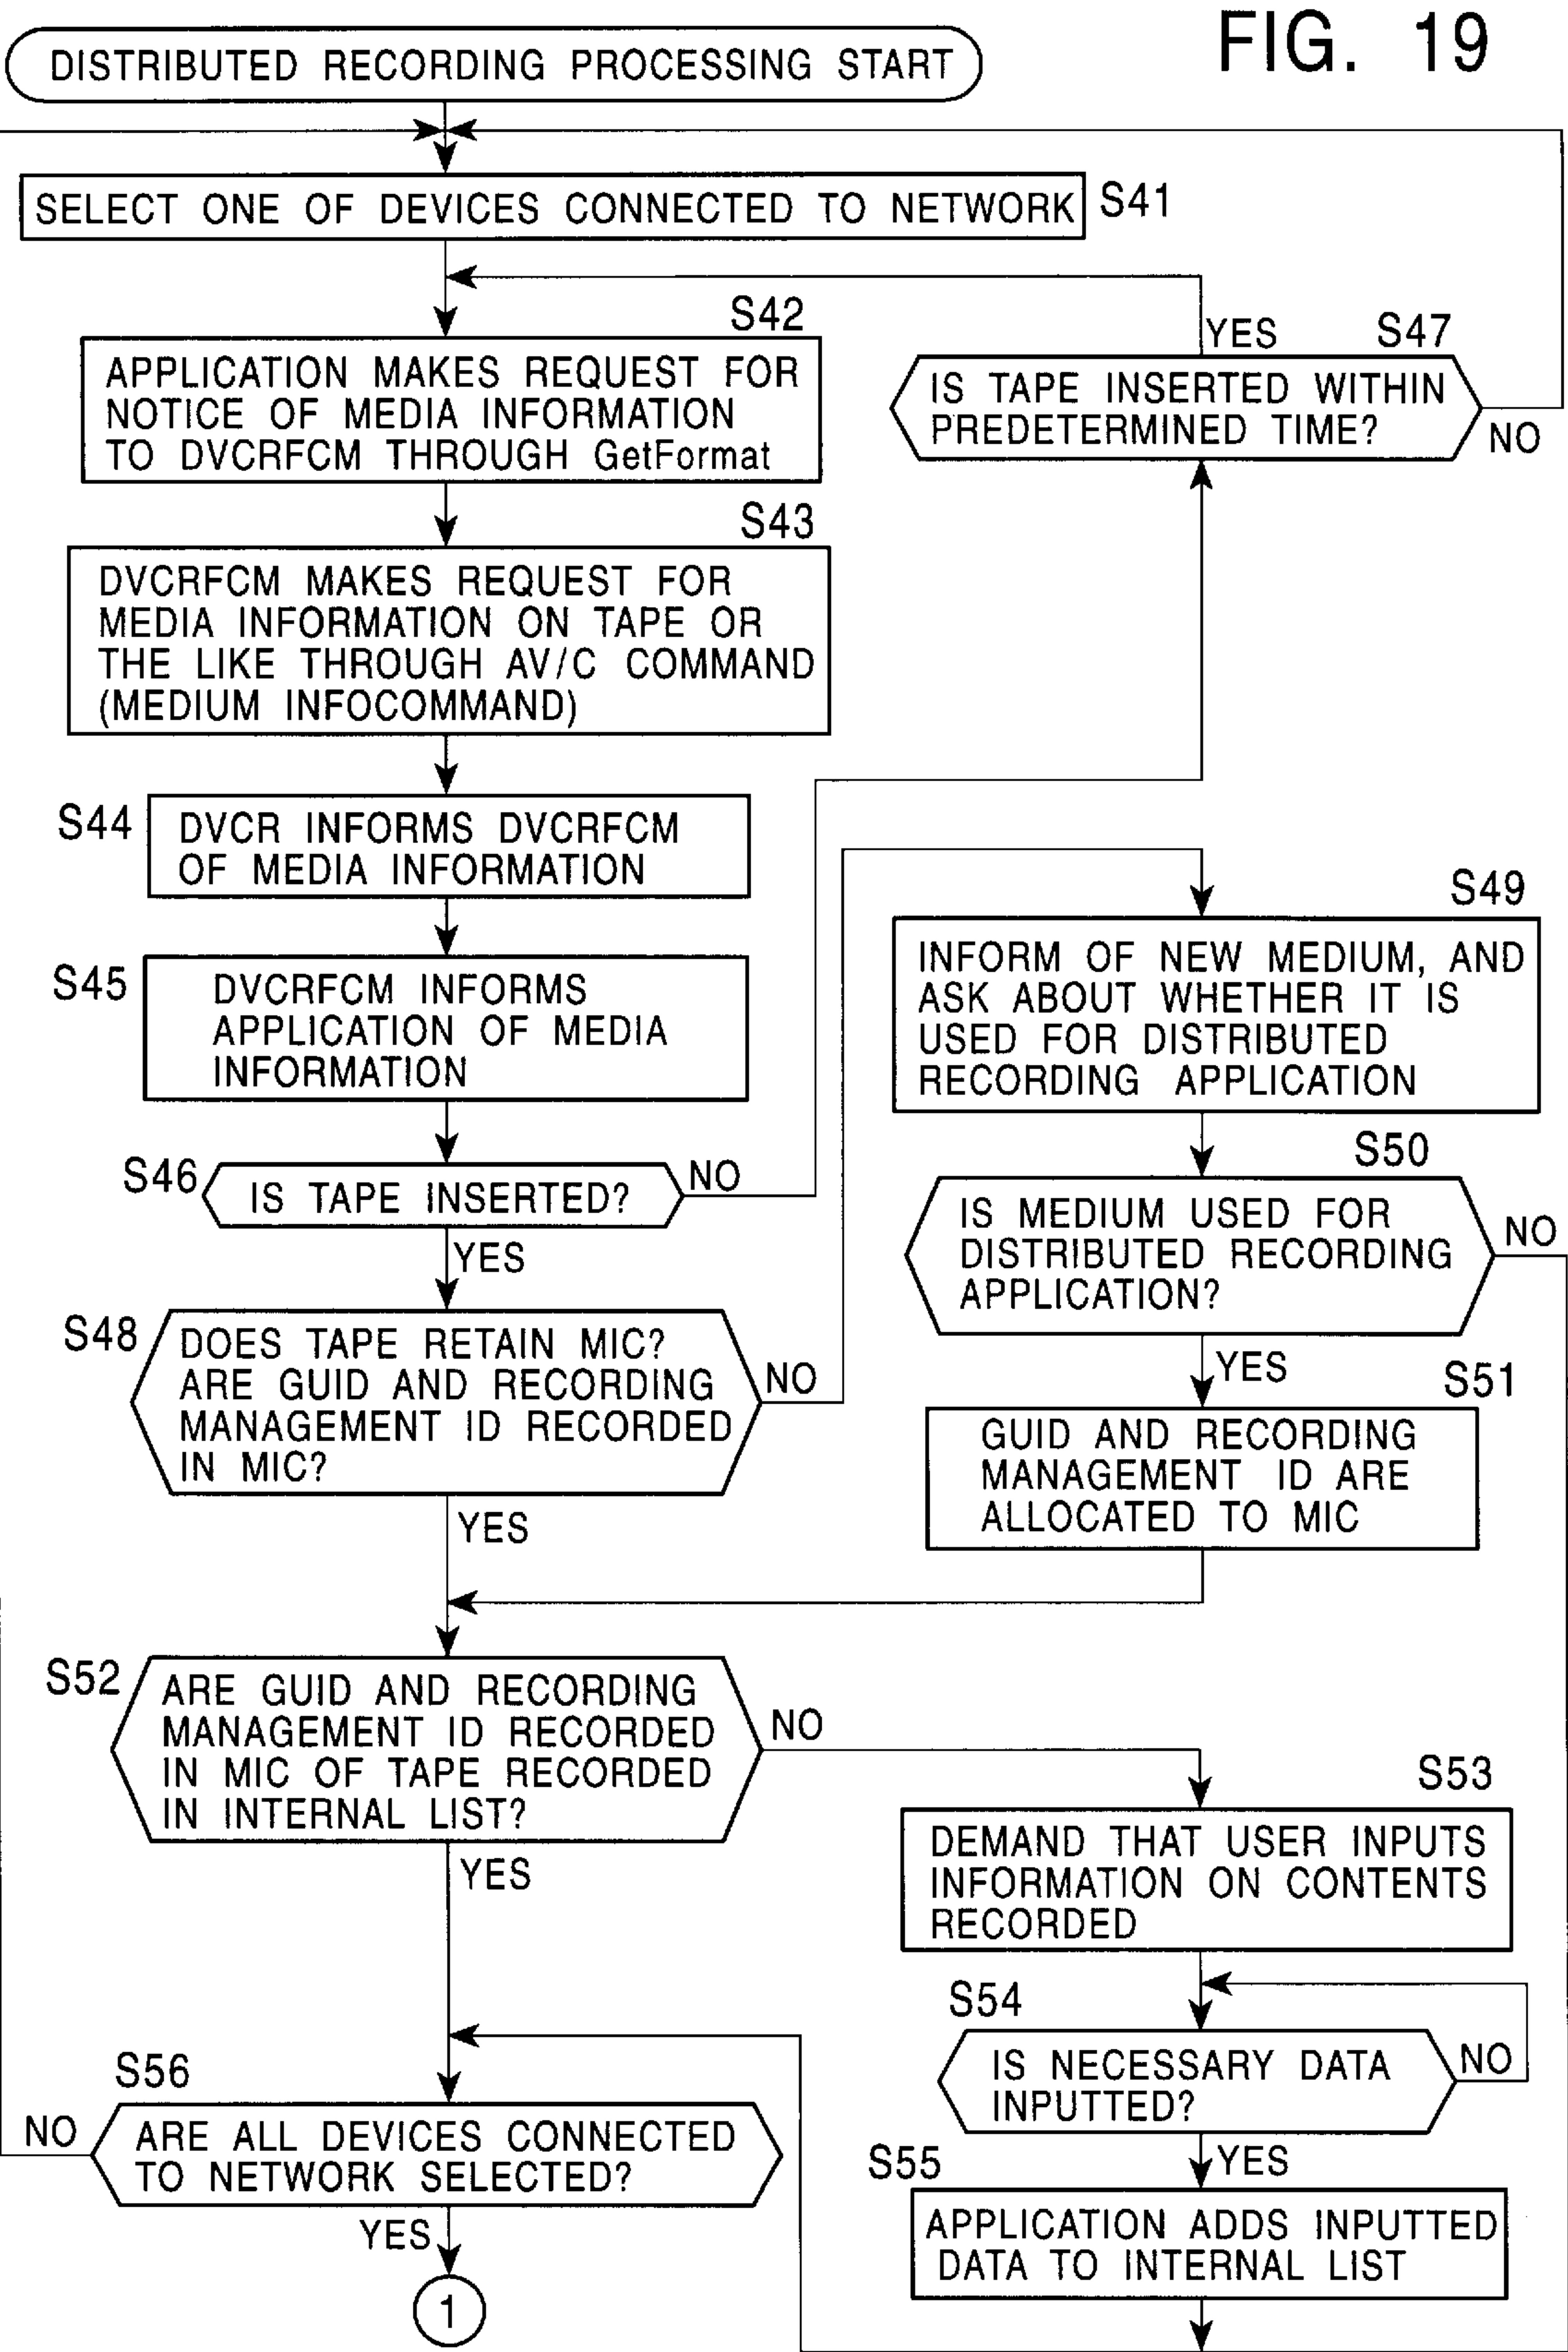 FIG. 19
DISTRIBUTED RECORDING PROCESSING START
SELECT ONE OF DEVICES CONNECTED TO NETWORK
S41
S42
APPLICATION MAKES REQUEST FOR
NOTICE OF MEDIA INFORMATION
TO DVCRFCM THROUGH GetFormat
YES
S47
IS TAPE INSERTED WITHIN
PREDETERMINED TIME?
NO
S43
DVCRFCM MAKES REQUEST FOR
MEDIA INFORMATION ON TAPE OR
THE LIKE THROUGH AV/C COMMAND
(MEDIUM INFOCOMMAND)
S44
DVCR INFORMS DVCRFCM
OF MEDIA INFORMATION
S45
DVCRFCM INFORMS
APPLICATION OF MEDIA
INFORMATION
S46
IS TAPE INSERTED?
NO
YES
S48
DOES TAPE RETAIN MIC?
ARE GUID AND RECORDING
MANAGEMENT ID RECORDED
IN MIC?
NO
YES
S49
INFORM OF NEW MEDIUM, AND
ASK ABOUT WHETHER IT IS
USED FOR DISTRIBUTED
RECORDING APPLICATION
S50
IS MEDIUM USED FOR
DISTRIBUTED RECORDING
APPLICATION?
NO
YES
S51
GUID AND RECORDING
MANAGEMENT ID ARE
ALLOCATED TO MIC
S52
ARE GUID AND RECORDING
MANAGEMENT ID RECORDED
IN MIC OF TAPE RECORDED
IN INTERNAL LIST?
NO
YES
S53
DEMAND THAT USER INPUTS
INFORMATION ON CONTENTS
RECORDED
S54
IS NECESSARY DATA
INPUTTED?
NO
YES
S55
APPLICATION ADDS INPUTTED
DATA TO INTERNAL LIST
S56
NO
ARE ALL DEVICES CONNECTED
TO NETWORK SELECTED?
YES
1